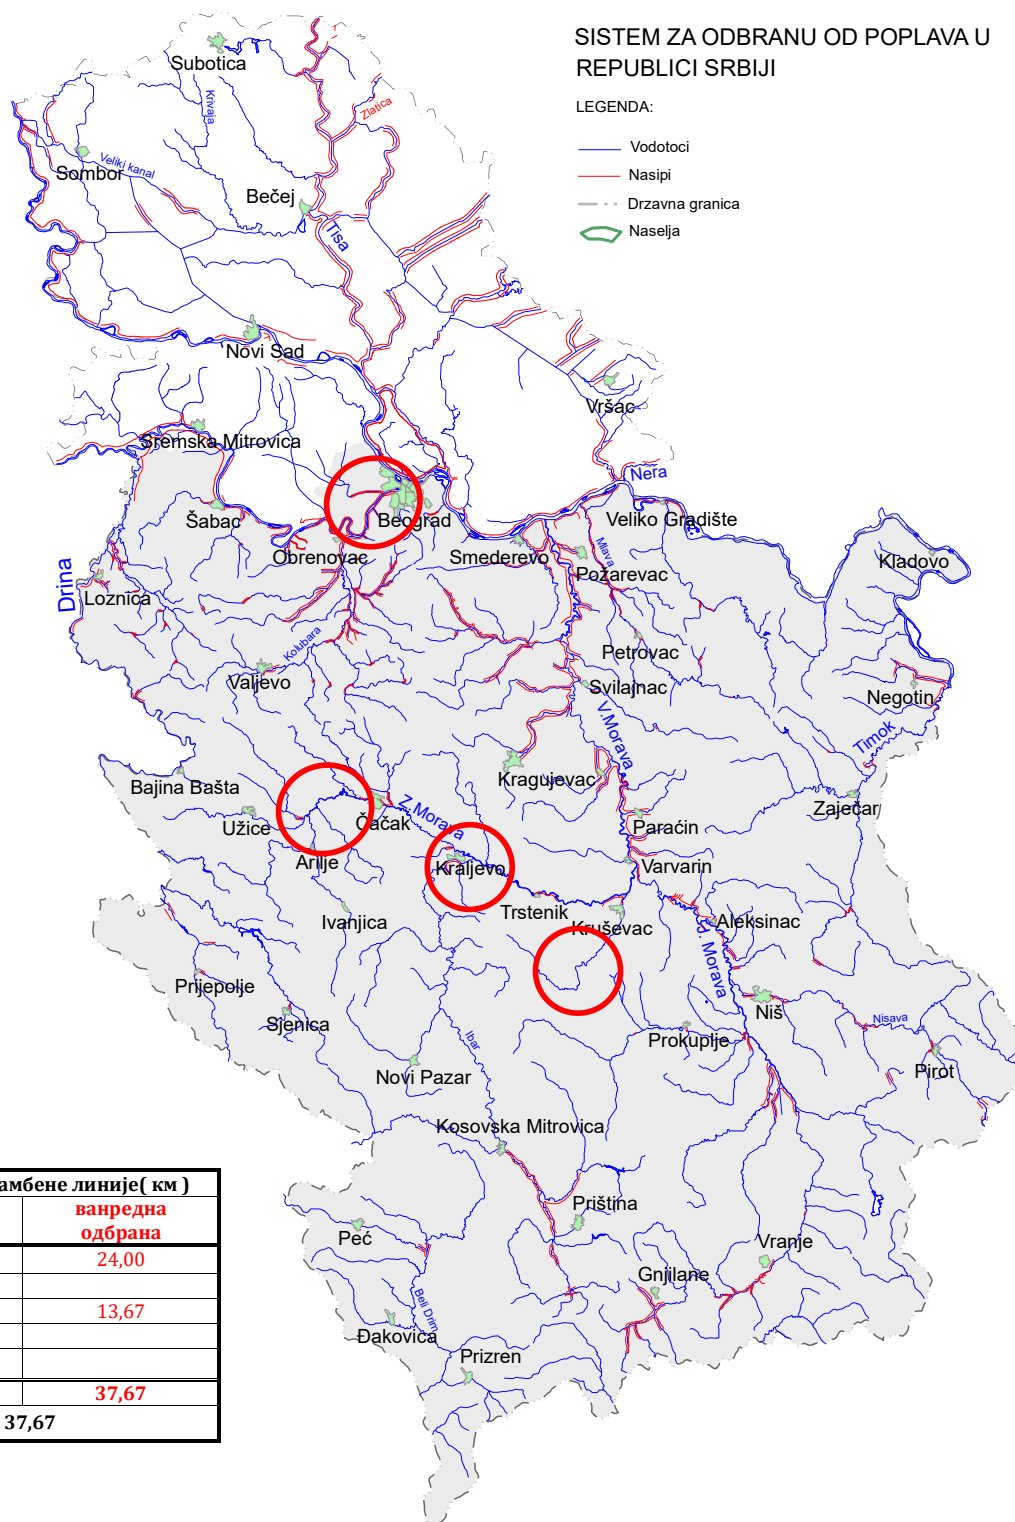 SISTEM ZA ODBRANU OD POPLAVA U
REPUBLICI SRBIJI
LEGENDA:
Vodotoci
Nasipi
Drzavna granica
Naselja
Subotica
Krivaja
Zlatica
Sombor
Veliki kanal
Bečej
Tisa
Novi Sad
Vršac
Sremska Mitrovica
Nera
Šabac
Beograd
Veliko Gradište
Obrenovac
Smederevo
Mlava
Požarevac
Kladovo
Drina
Loznica
Kolubara
Petrovac
Valjevo
Svilajnac
Negotin
V.Morava
Timok
Bajina Bašta
Kragujevac
Zaječar
Užice
Čačak
Z.Morava
Paraćin
Arilje
Kraljevo
Varvarin
Ivanjica
Trstenik
Kruševac
Aleksinac
J. Morava
Prijepolje
Sjenica
Niš
Nisava
Ibar
Prokuplje
Pirot
Novi Pazar
Kosovska Mitrovica
Priština
Peć
Vranje
Gnjilane
Beli Drim
Đakovica
Prizren
амбене линије( км )
ванредна
одбрана
24,00
13,67
37,67
37,67